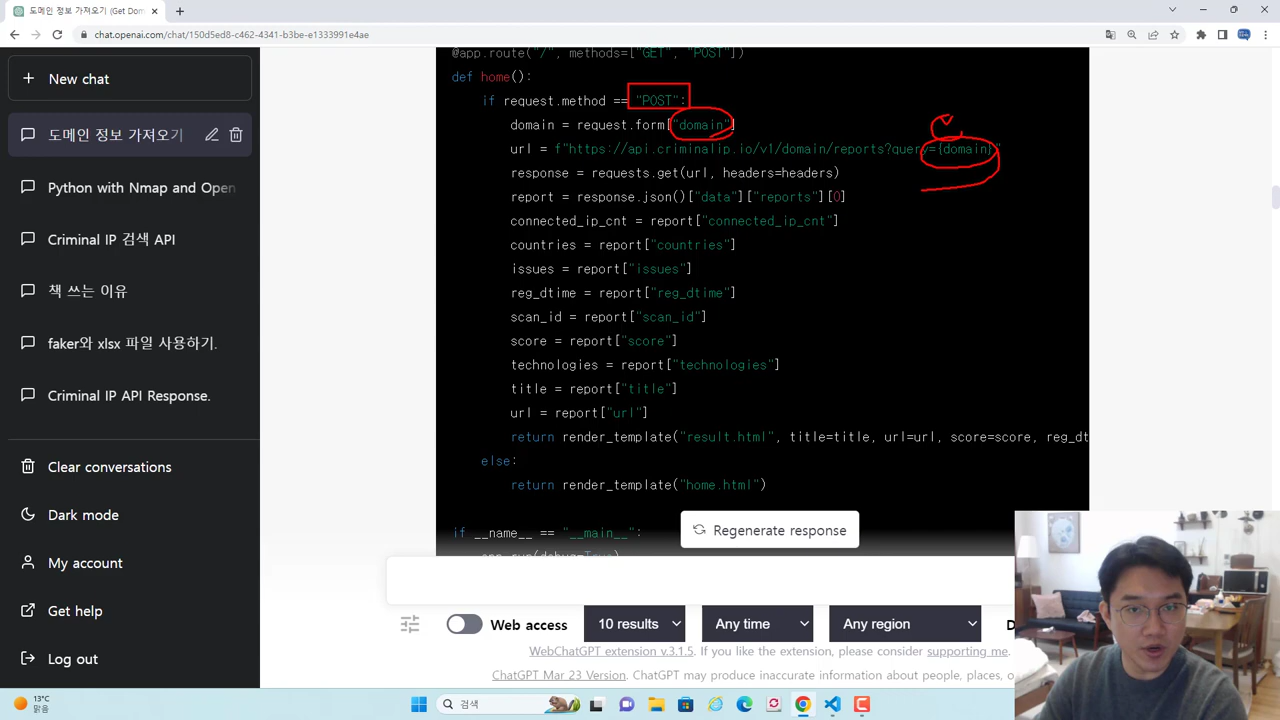 도메인 정보 가져오기 (Get Dom
chat.openai.com/chat/150d5ed8-c462-4341-b3be-e1333991e4ae
New chat
도메인 정보 가져오기
Python with Nmap and Open
Criminal IP 검색 API
책 쓰는 이유
faker와 xlsx 파일 사용하기.
Criminal IP API Response.
Clear conversations
Dark mode
My account
Get help
Log out
@app.route("/", methods=["GET", "POST"])
def home():
if request.method == "POST":
domain = request.form["domain"]
url = f"https://api.criminalip.io/v1/domain/reports?query={domain}"
response = requests.get(url, headers=headers)
report = response.json()["data"]["reports"][0]
connected_ip_cnt = report["connected_ip_cnt"]
countries = report["countries"]
issues = report["issues"]
reg_dtime = report["reg_dtime"]
scan_id = report["scan_id"]
score = report["score"]
technologies = report["technologies"]
title = report["title"]
url = report["url"]
return render_template("result.html", title=title, url=url, score=score, reg_dt
else:
return render_template("home.html")
if __name__ == "__main__":
app.run(debug=True)
Regenerate response
Web access
10 results
Any time
Any region
D
WebChatGPT extension v.3.1.5. If you like the extension, please consider supporting me.
ChatGPT Mar 23 Version. ChatGPT may produce inaccurate information about people, places, o
13°C
맑음
검색